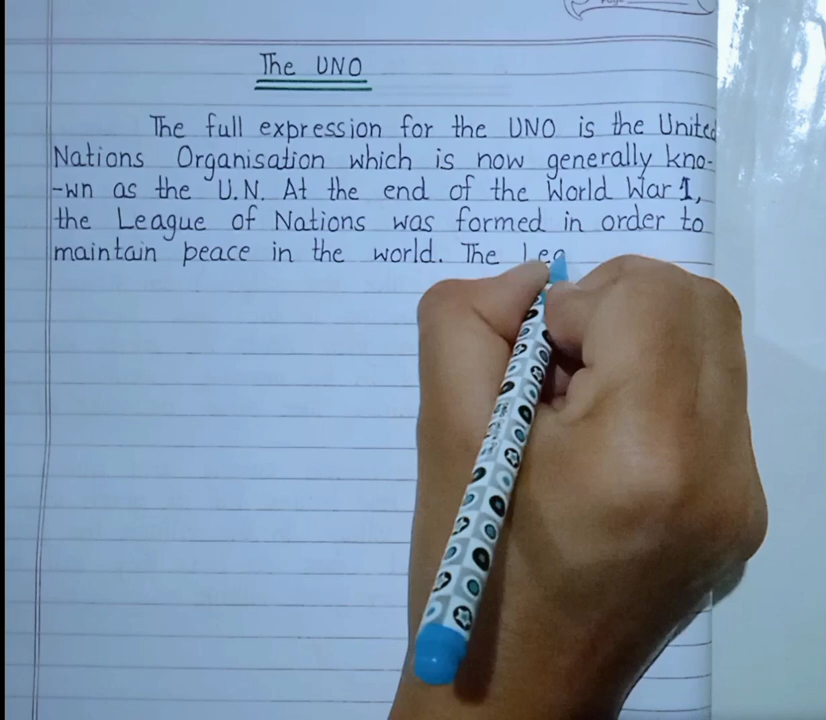 The UNO
The full expression for the UNO is the United
Nations Organisation which is now generally kno-
-wn as the U.N. At the end of the World War I,
the League of Nations was formed in order to
maintain peace in the world. The Lea